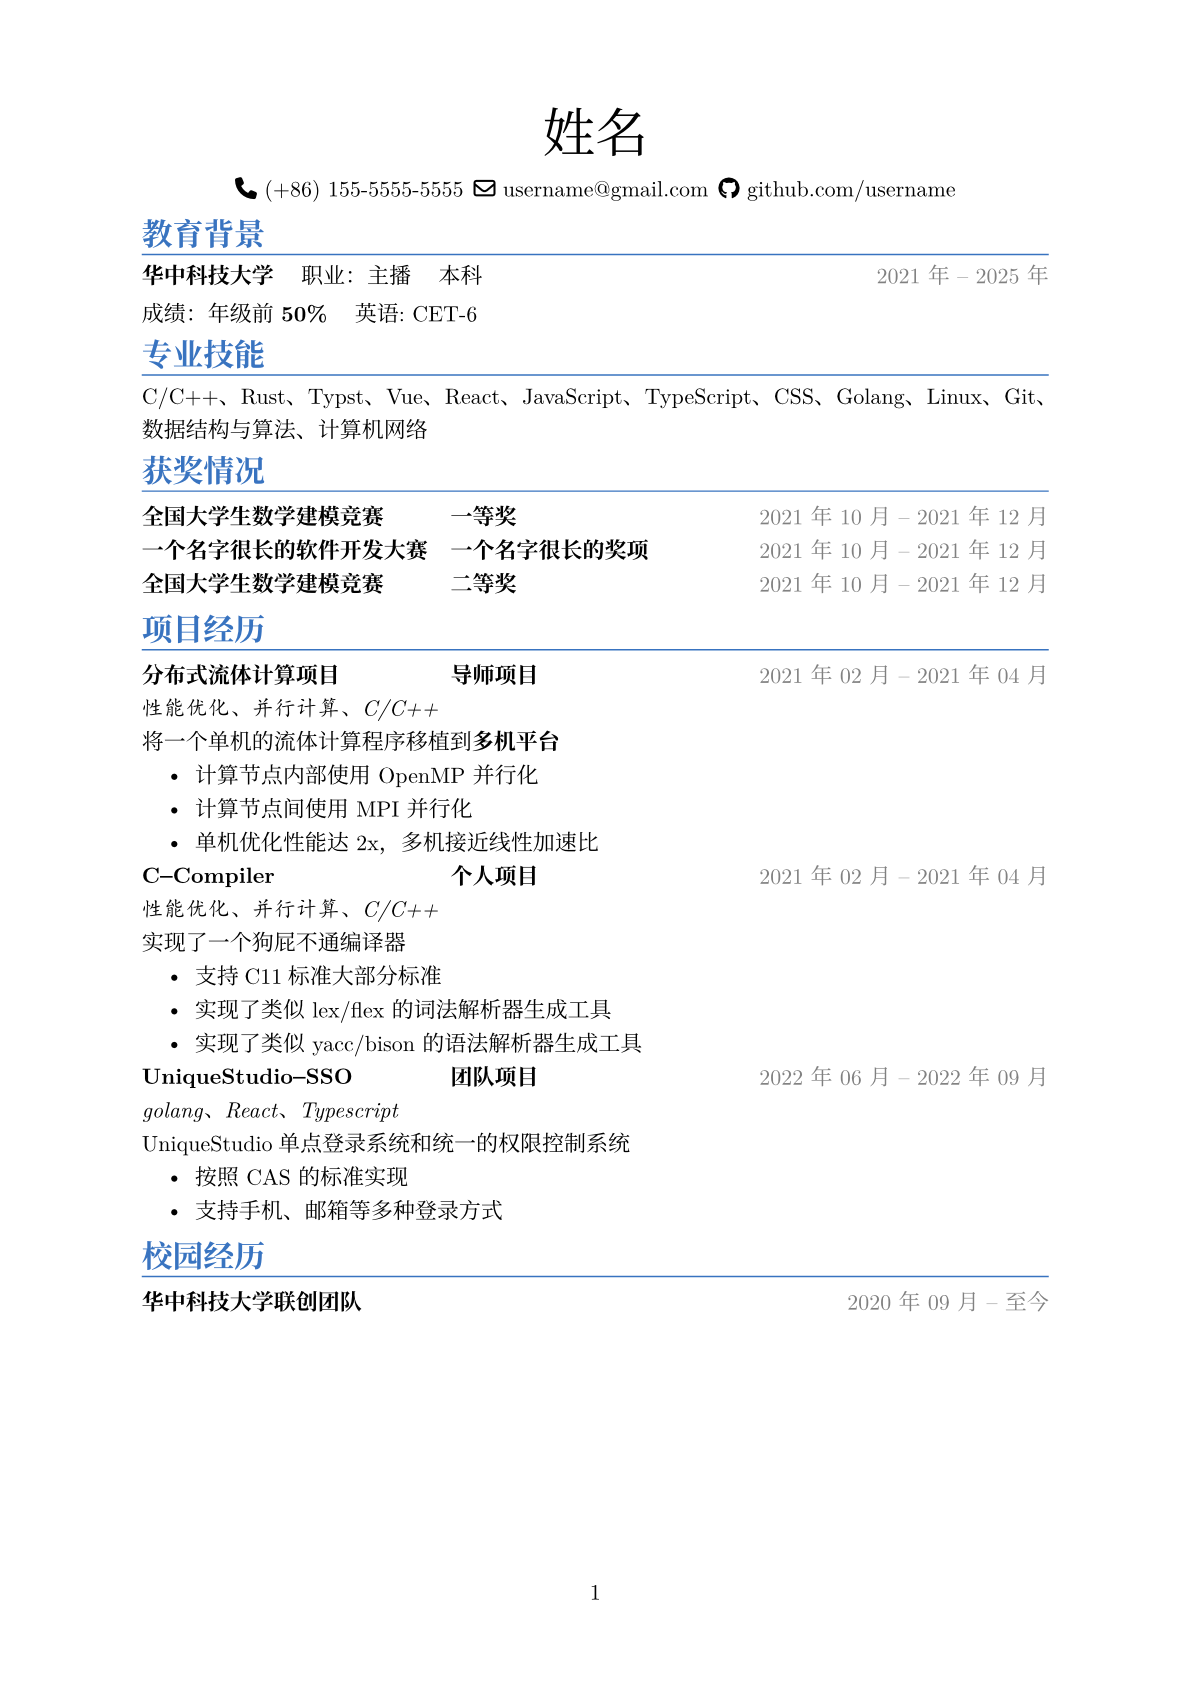 姓名
(+86) 155-5555-5555 username@gmail.com github.com/username
教育背景
华中科技大学 职业：主播 本科 2021 年 – 2025 年
成绩：年级前 50% 英语: CET-6
专业技能
C/C++、Rust、Typst、Vue、React、JavaScript、TypeScript、CSS、Golang、Linux、Git、
数据结构与算法、计算机网络
获奖情况
全国大学生数学建模竞赛 一等奖 2021 年 10 月 – 2021 年 12 月
一个名字很长的软件开发大赛 一个名字很长的奖项 2021 年 10 月 – 2021 年 12 月
全国大学生数学建模竞赛 二等奖 2021 年 10 月 – 2021 年 12 月
项目经历
分布式流体计算项目 导师项目 2021 年 02 月 – 2021 年 04 月
性能优化、并行计算、C/C++
将一个单机的流体计算程序移植到多机平台
• 计算节点内部使用 OpenMP 并行化
• 计算节点间使用 MPI 并行化
• 单机优化性能达 2x，多机接近线性加速比
C–Compiler 个人项目 2021 年 02 月 – 2021 年 04 月
性能优化、并行计算、C/C++
实现了一个狗屁不通编译器
• 支持 C11 标准大部分标准
• 实现了类似 lex/flex 的词法解析器生成工具
• 实现了类似 yacc/bison 的语法解析器生成工具
UniqueStudio–SSO 团队项目 2022 年 06 月 – 2022 年 09 月
golang、React、Typescript
UniqueStudio 单点登录系统和统一的权限控制系统
• 按照 CAS 的标准实现
• 支持手机、邮箱等多种登录方式
校园经历
华中科技大学联创团队 2020 年 09 月 – 至今
1